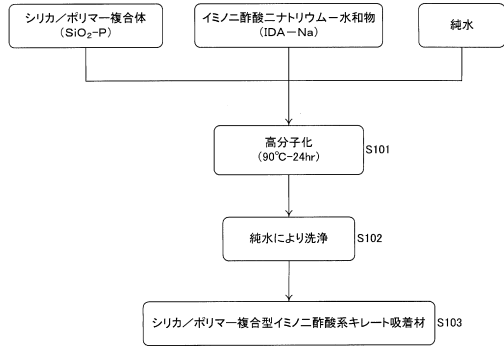 シリカ／ポリマー複合体
(SiO₂-P)
イミノ二酢酸二ナトリウム一水和物
(IDA-Na)
純水
高分子化
(90℃-24hr)
S101
純水により洗浄
S102
シリカ／ポリマー複合型イミノ二酢酸系キレート吸着材
S103